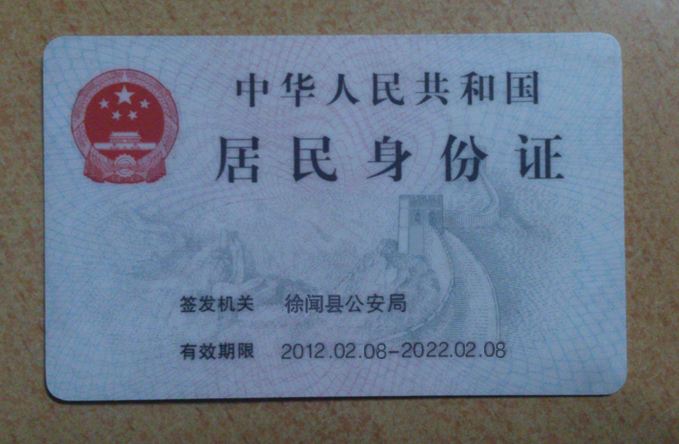 中华人民共和国
居民身份证
签发机关 徐闻县公安局
有效期限 2012.02.08-2022.02.08